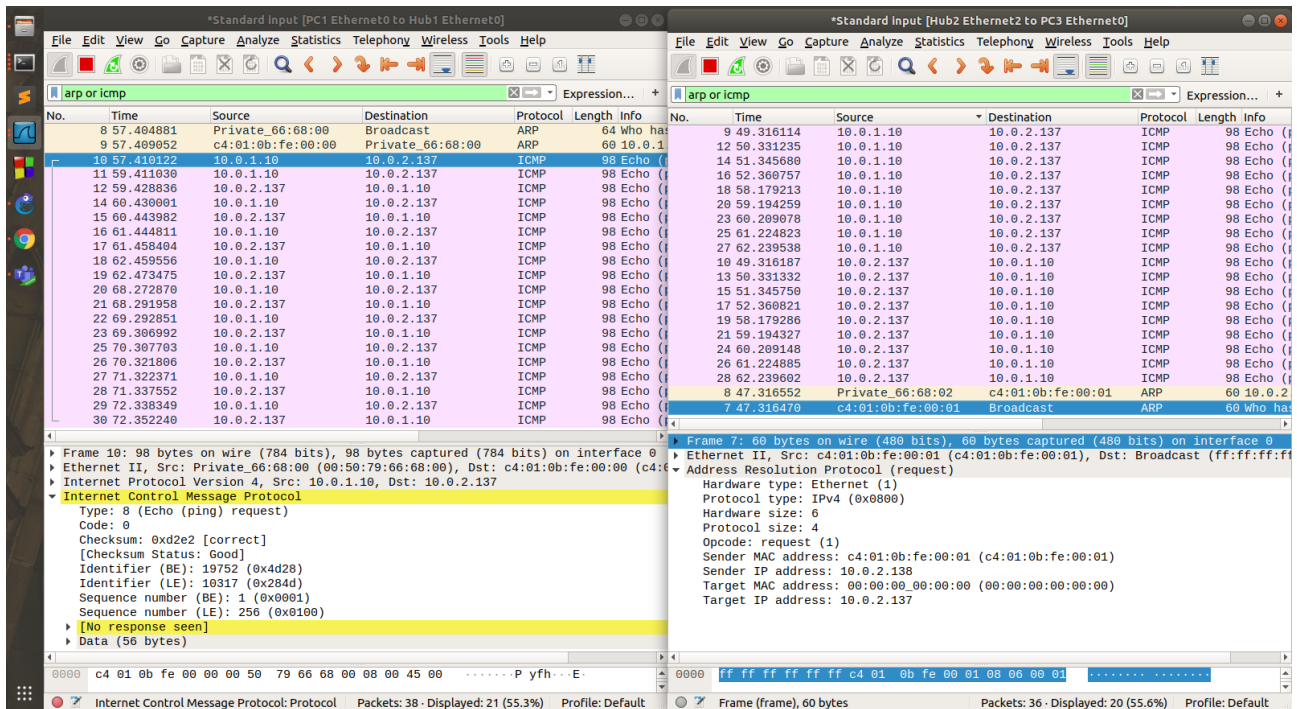 *Standard input [PC1 Ethernet0 to Hub1 Ethernet0]
File Edit View Go Capture Analyze Statistics Telephony Wireless Tools Help
arp or icmp
Expression... +
No. Time Source Destination Protocol Length Info
8 57.404881 Private_66:68:00 Broadcast ARP 64 Who has
9 57.409052 c4:01:0b:fe:00:00 Private_66:68:00 ARP 60 10.0.1
10 57.410122 10.0.1.10 10.0.2.137 ICMP 98 Echo (
11 59.411030 10.0.1.10 10.0.2.137 ICMP 98 Echo (
12 59.428836 10.0.2.137 10.0.1.10 ICMP 98 Echo (
14 60.430001 10.0.1.10 10.0.2.137 ICMP 98 Echo (
15 60.443982 10.0.2.137 10.0.1.10 ICMP 98 Echo (
16 61.444811 10.0.1.10 10.0.2.137 ICMP 98 Echo (
17 61.458404 10.0.2.137 10.0.1.10 ICMP 98 Echo (
18 62.459556 10.0.1.10 10.0.2.137 ICMP 98 Echo (
19 62.473475 10.0.2.137 10.0.1.10 ICMP 98 Echo (
20 68.272870 10.0.1.10 10.0.2.137 ICMP 98 Echo (
21 68.291958 10.0.2.137 10.0.1.10 ICMP 98 Echo (
22 69.292851 10.0.1.10 10.0.2.137 ICMP 98 Echo (
23 69.306992 10.0.2.137 10.0.1.10 ICMP 98 Echo (
25 70.307703 10.0.1.10 10.0.2.137 ICMP 98 Echo (
26 70.321806 10.0.2.137 10.0.1.10 ICMP 98 Echo (
27 71.322371 10.0.1.10 10.0.2.137 ICMP 98 Echo (
28 71.337552 10.0.2.137 10.0.1.10 ICMP 98 Echo (
29 72.338349 10.0.1.10 10.0.2.137 ICMP 98 Echo (
30 72.352240 10.0.2.137 10.0.1.10 ICMP 98 Echo (
Frame 10: 98 bytes on wire (784 bits), 98 bytes captured (784 bits) on interface 0
Ethernet II, Src: Private_66:68:00 (00:50:79:66:68:00), Dst: c4:01:0b:fe:00:00 (c4:0
Internet Protocol Version 4, Src: 10.0.1.10, Dst: 10.0.2.137
Internet Control Message Protocol
Type: 8 (Echo (ping) request)
Code: 0
Checksum: 0xd2e2 [correct]
[Checksum Status: Good]
Identifier (BE): 19752 (0x4d28)
Identifier (LE): 10317 (0x284d)
Sequence number (BE): 1 (0x0001)
Sequence number (LE): 256 (0x0100)
[No response seen]
Data (56 bytes)
0000 c4 01 0b fe 00 00 00 50 79 66 68 00 08 00 45 00 ·······P yfh···E·
Internet Control Message Protocol: Protocol Packets: 38 · Displayed: 21 (55.3%) Profile: Default
*Standard input [Hub2 Ethernet2 to PC3 Ethernet0]
File Edit View Go Capture Analyze Statistics Telephony Wireless Tools Help
arp or icmp
Expression... +
No. Time Source Destination Protocol Length Info
9 49.316114 10.0.1.10 10.0.2.137 ICMP 98 Echo (
12 50.331235 10.0.1.10 10.0.2.137 ICMP 98 Echo (
14 51.345680 10.0.1.10 10.0.2.137 ICMP 98 Echo (
16 52.360757 10.0.1.10 10.0.2.137 ICMP 98 Echo (
18 58.179213 10.0.1.10 10.0.2.137 ICMP 98 Echo (
20 59.194259 10.0.1.10 10.0.2.137 ICMP 98 Echo (
23 60.209078 10.0.1.10 10.0.2.137 ICMP 98 Echo (
25 61.224823 10.0.1.10 10.0.2.137 ICMP 98 Echo (
27 62.239538 10.0.1.10 10.0.2.137 ICMP 98 Echo (
10 49.316187 10.0.2.137 10.0.1.10 ICMP 98 Echo (
13 50.331332 10.0.2.137 10.0.1.10 ICMP 98 Echo (
15 51.345750 10.0.2.137 10.0.1.10 ICMP 98 Echo (
17 52.360821 10.0.2.137 10.0.1.10 ICMP 98 Echo (
19 58.179286 10.0.2.137 10.0.1.10 ICMP 98 Echo (
21 59.194327 10.0.2.137 10.0.1.10 ICMP 98 Echo (
24 60.209148 10.0.2.137 10.0.1.10 ICMP 98 Echo (
26 61.224885 10.0.2.137 10.0.1.10 ICMP 98 Echo (
28 62.239602 10.0.2.137 10.0.1.10 ICMP 98 Echo (
8 47.316552 Private_66:68:02 c4:01:0b:fe:00:01 ARP 60 10.0.2
7 47.316470 c4:01:0b:fe:00:01 Broadcast ARP 60 Who has
Frame 7: 60 bytes on wire (480 bits), 60 bytes captured (480 bits) on interface 0
Ethernet II, Src: c4:01:0b:fe:00:01 (c4:01:0b:fe:00:01), Dst: Broadcast (ff:ff:ff:ff
Address Resolution Protocol (request)
Hardware type: Ethernet (1)
Protocol type: IPv4 (0x0800)
Hardware size: 6
Protocol size: 4
Opcode: request (1)
Sender MAC address: c4:01:0b:fe:00:01 (c4:01:0b:fe:00:01)
Sender IP address: 10.0.2.138
Target MAC address: 00:00:00_00:00:00 (00:00:00:00:00:00)
Target IP address: 10.0.2.137
0000 ff ff ff ff ff ff c4 01 0b fe 00 01 08 06 00 01 ········ ········
Frame (frame), 60 bytes Packets: 36 · Displayed: 20 (55.6%) Profile: Default